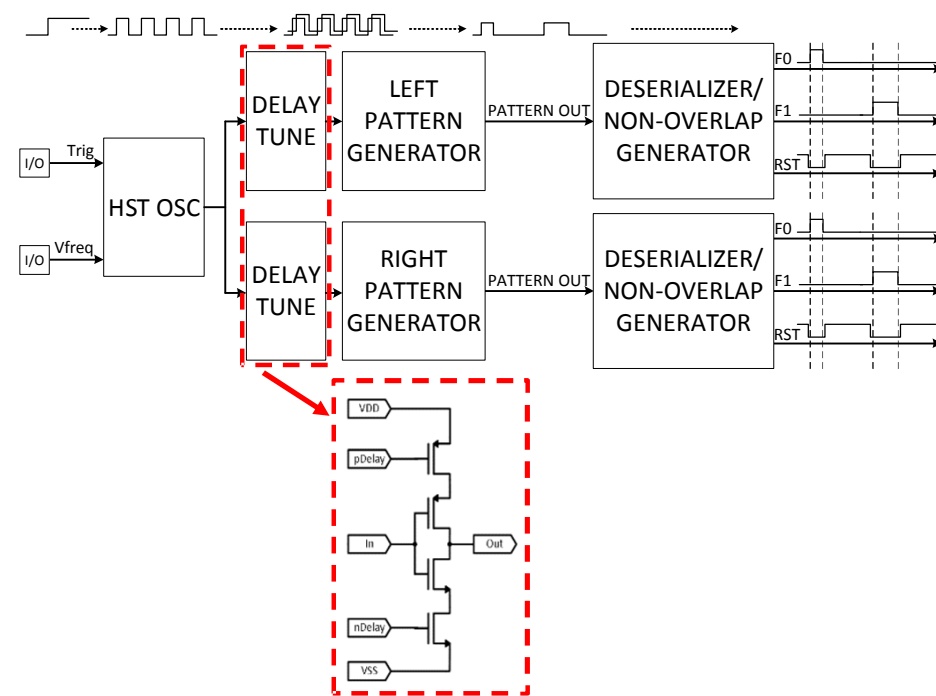 DELAY
TUNE
LEFT
PATTERN
GENERATOR
PATTERN OUT
DESERIALIZER/
NON-OVERLAP
GENERATOR
F0
F1
RST
I/O
Trig
HST OSC
I/O
Vfreq
DELAY
TUNE
RIGHT
PATTERN
GENERATOR
PATTERN OUT
DESERIALIZER/
NON-OVERLAP
GENERATOR
F0
F1
RST
VDD
pDelay
In
Out
nDelay
VSS